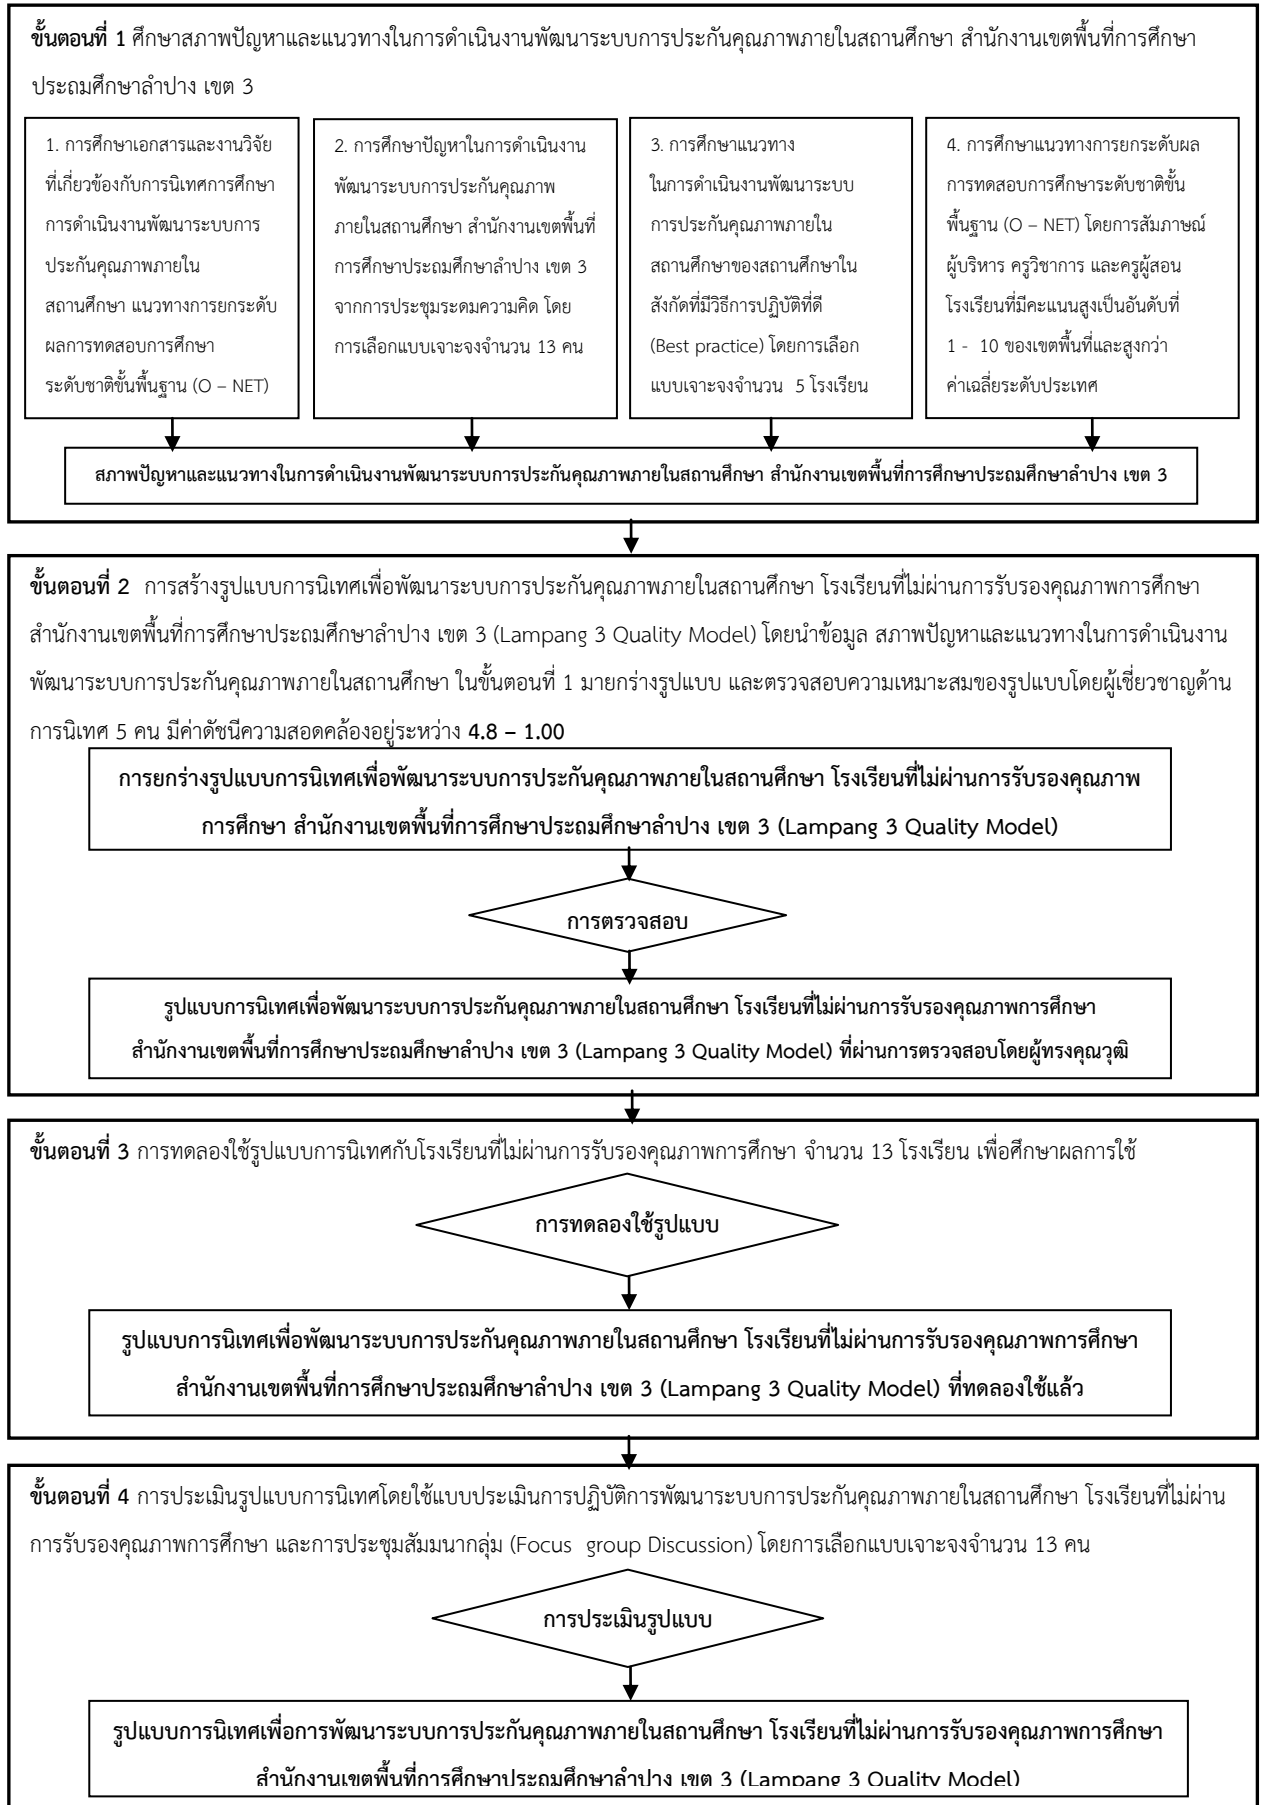 ขั้นตอนที่ 1 ศึกษาสภาพปัญหาและแนวทางในการดำเนินงานพัฒนาระบบการประกันคุณภาพภายในสถานศึกษา สำนักงานเขตพื้นที่การศึกษา
ประถมศึกษาลำปาง เขต 3
1. การศึกษาเอกสารและงานวิจัย
ที่เกี่ยวข้องกับการนิเทศการศึกษา
การดำเนินงานพัฒนาระบบการ
ประกันคุณภาพภายใน
สถานศึกษา แนวทางการยกระดับ
ผลการทดสอบการศึกษา
ระดับชาติขั้นพื้นฐาน (O – NET)
2. การศึกษาปัญหาในการดำเนินงาน
พัฒนาระบบการประกันคุณภาพ
ภายในสถานศึกษา สำนักงานเขตพื้นที่
การศึกษาประถมศึกษาลำปาง เขต 3
จากการประชุมระดมความคิด โดย
การเลือกแบบเจาะจงจำนวน 13 คน
3. การศึกษาแนวทาง
ในการดำเนินงานพัฒนาระบบ
การประกันคุณภาพภายใน
สถานศึกษาของสถานศึกษาใน
สังกัดที่มีวิธีการปฏิบัติที่ดี
(Best practice) โดยการเลือก
แบบเจาะจงจำนวน 5 โรงเรียน
4. การศึกษาแนวทางการยกระดับผล
การทดสอบการศึกษาระดับชาติขั้น
พื้นฐาน (O – NET) โดยการสัมภาษณ์
ผู้บริหาร ครูวิชาการ และครูผู้สอน
โรงเรียนที่มีคะแนนสูงเป็นอันดับที่
1 - 10 ของเขตพื้นที่และสูงกว่า
ค่าเฉลี่ยระดับประเทศ
สภาพปัญหาและแนวทางในการดำเนินงานพัฒนาระบบการประกันคุณภาพภายในสถานศึกษา สำนักงานเขตพื้นที่การศึกษาประถมศึกษาลำปาง เขต 3
ขั้นตอนที่ 2 การสร้างรูปแบบการนิเทศเพื่อพัฒนาระบบการประกันคุณภาพภายในสถานศึกษา โรงเรียนที่ไม่ผ่านการรับรองคุณภาพการศึกษา
สำนักงานเขตพื้นที่การศึกษาประถมศึกษาลำปาง เขต 3 (Lampang 3 Quality Model) โดยนำข้อมูล สภาพปัญหาและแนวทางในการดำเนินงาน
พัฒนาระบบการประกันคุณภาพภายในสถานศึกษา ในขั้นตอนที่ 1 มายกร่างรูปแบบ และตรวจสอบความเหมาะสมของรูปแบบโดยผู้เชี่ยวชาญด้าน
การนิเทศ 5 คน มีค่าดัชนีความสอดคล้องอยู่ระหว่าง 4.8 – 1.00
การยกร่างรูปแบบการนิเทศเพื่อพัฒนาระบบการประกันคุณภาพภายในสถานศึกษา โรงเรียนที่ไม่ผ่านการรับรองคุณภาพ
การศึกษา สำนักงานเขตพื้นที่การศึกษาประถมศึกษาลำปาง เขต 3 (Lampang 3 Quality Model)
การตรวจสอบ
รูปแบบการนิเทศเพื่อพัฒนาระบบการประกันคุณภาพภายในสถานศึกษา โรงเรียนที่ไม่ผ่านการรับรองคุณภาพการศึกษา
สำนักงานเขตพื้นที่การศึกษาประถมศึกษาลำปาง เขต 3 (Lampang 3 Quality Model) ที่ผ่านการตรวจสอบโดยผู้ทรงคุณวุฒิ
ขั้นตอนที่ 3 การทดลองใช้รูปแบบการนิเทศกับโรงเรียนที่ไม่ผ่านการรับรองคุณภาพการศึกษา จำนวน 13 โรงเรียน เพื่อศึกษาผลการใช้
การทดลองใช้รูปแบบ
รูปแบบการนิเทศเพื่อพัฒนาระบบการประกันคุณภาพภายในสถานศึกษา โรงเรียนที่ไม่ผ่านการรับรองคุณภาพการศึกษา
สำนักงานเขตพื้นที่การศึกษาประถมศึกษาลำปาง เขต 3 (Lampang 3 Quality Model) ที่ทดลองใช้แล้ว
ขั้นตอนที่ 4 การประเมินรูปแบบการนิเทศโดยใช้แบบประเมินการปฏิบัติการพัฒนาระบบการประกันคุณภาพภายในสถานศึกษา โรงเรียนที่ไม่ผ่าน
การรับรองคุณภาพการศึกษา และการประชุมสัมมนากลุ่ม (Focus group Discussion) โดยการเลือกแบบเจาะจงจำนวน 13 คน
การประเมินรูปแบบ
รูปแบบการนิเทศเพื่อการพัฒนาระบบการประกันคุณภาพภายในสถานศึกษา โรงเรียนที่ไม่ผ่านการรับรองคุณภาพการศึกษา
สำนักงานเขตพื้นที่การศึกษาประถมศึกษาลำปาง เขต 3 (Lampang 3 Quality Model)